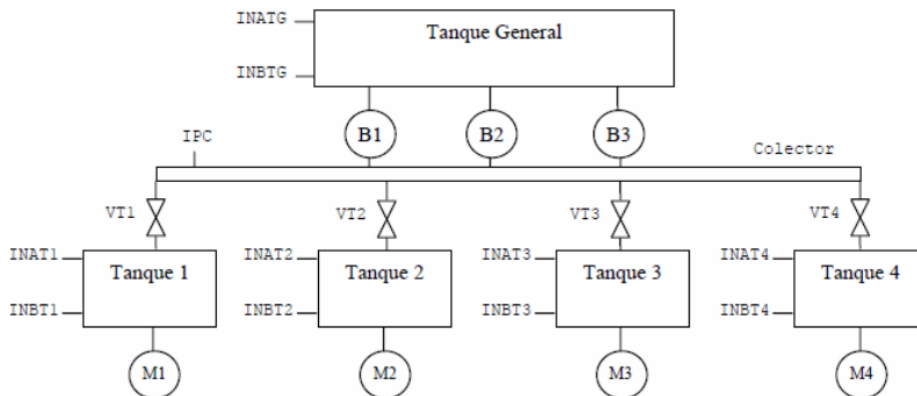 INATG
Tanque General
INBTG
B1
B2
B3
IPC
Colector
VT1
VT2
VT3
VT4
INAT1
Tanque 1
INAT2
Tanque 2
INAT3
Tanque 3
INAT4
Tanque 4
INBT1
INBT2
INBT3
INBT4
M1
M2
M3
M4